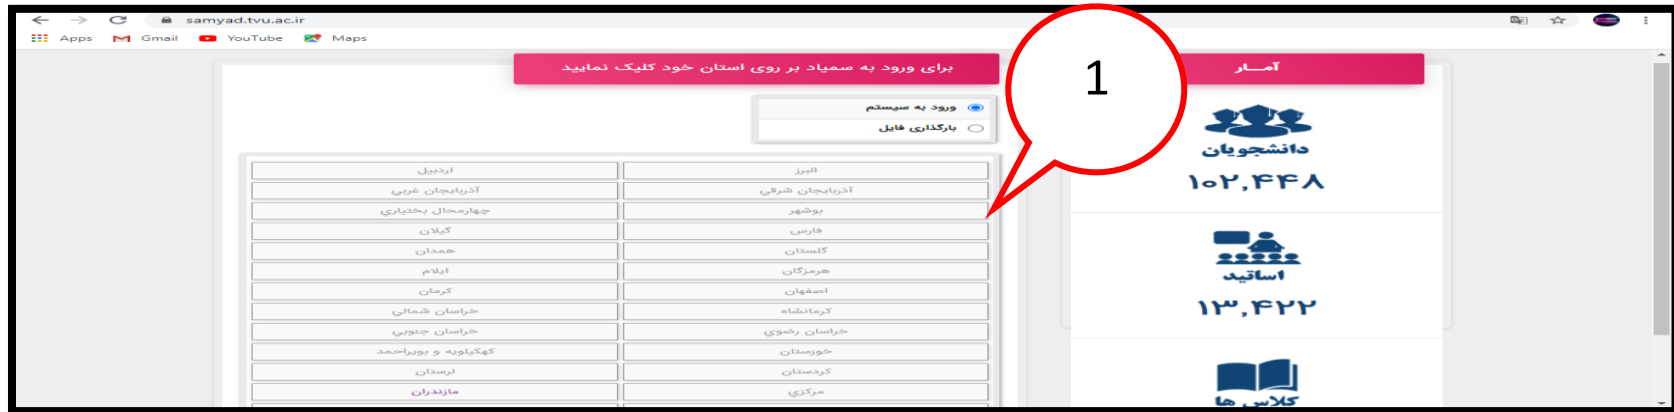 samyad.tvu.ac.ir
Apps Gmail YouTube Maps
1
آمـــار
برای ورود به سمیاد بر روی استان خود کلیک نمایید
ورود به سیستم
بارگذاری فایل
دانشجویان
۱۰۲,۴۴۸
اساتید
۱۳,۴۲۲
کلاس ها
البرز اردبیل
آذربایجان شرقی آذربایجان غربی
بوشهر چهارمحال بختیاری
فارس گیلان
گلستان همدان
هرمزگان ایلام
اصفهان کرمان
کرمانشاه خراسان شمالی
خراسان رضوی خراسان جنوبی
خوزستان کهکیلویه و بویراحمد
کردستان لرستان
مرکزی مازندران